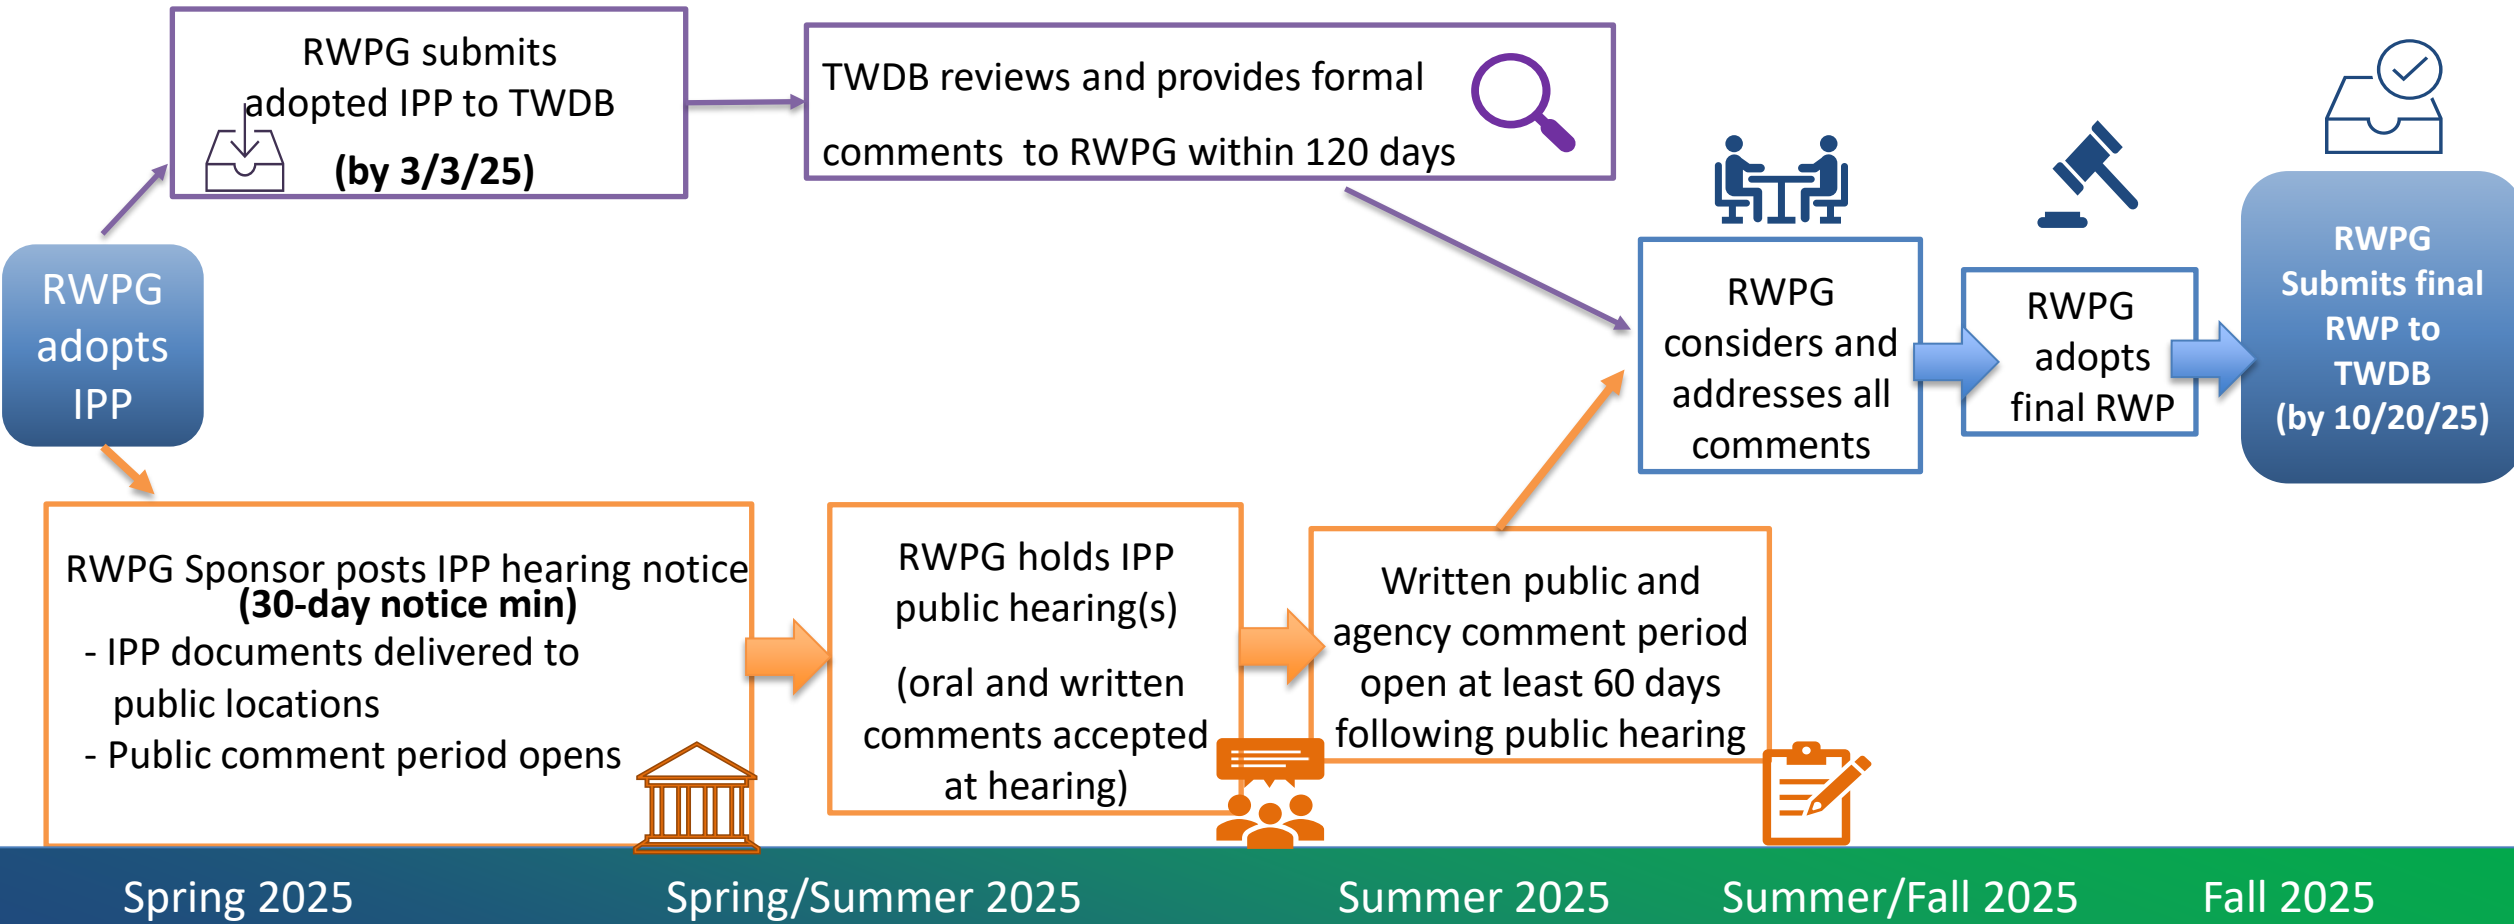 RWPG submits
adopted IPP to TWDB
(by 3/3/25)
TWDB reviews and provides formal
comments to RWPG within 120 days
RWPG
adopts
IPP
RWPG Sponsor posts IPP hearing notice
(30-day notice min)
- IPP documents delivered to
public locations
- Public comment period opens
RWPG holds IPP
public hearing(s)
(oral and written
comments accepted
at hearing)
Written public and
agency comment period
open at least 60 days
following public hearing
RWPG
considers and
addresses all
comments
RWPG
adopts
final RWP
RWPG
Submits final
RWP to
TWDB
(by 10/20/25)
Spring 2025
Spring/Summer 2025
Summer 2025
Summer/Fall 2025
Fall 2025